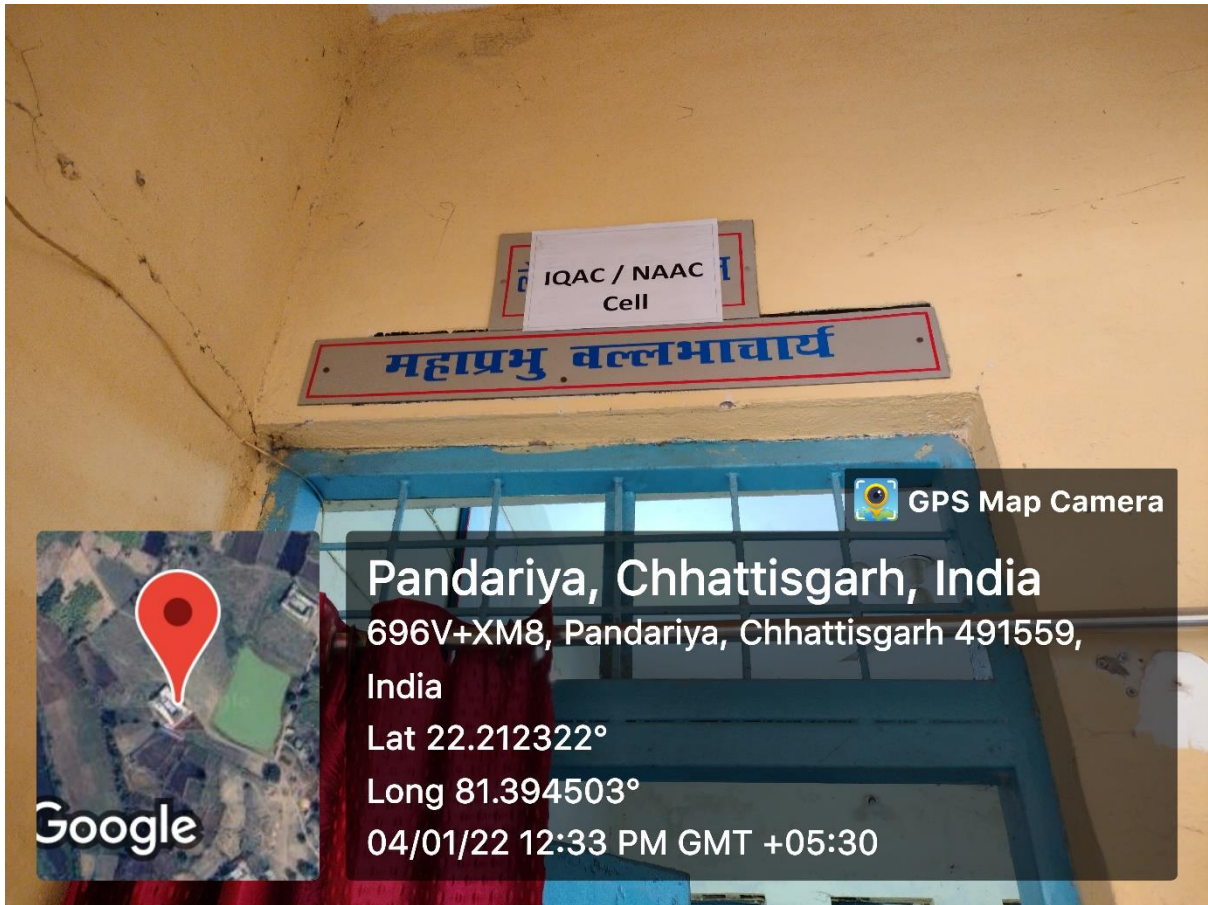 IQAC / NAAC
Cell
महाप्रभु वल्लभाचार्य
GPS Map Camera
Pandariya, Chhattisgarh, India
696V+XM8, Pandariya, Chhattisgarh 491559,
India
Lat 22.212322°
Long 81.394503°
04/01/22 12:33 PM GMT +05:30
Google